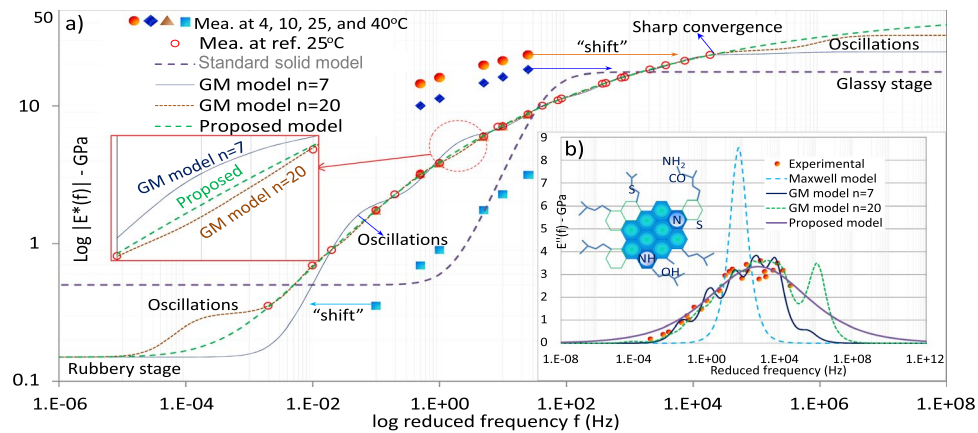 a)
Mea. at 4, 10, 25, and 40°C
Mea. at ref. 25°C
Standard solid model
GM model n=7
GM model n=20
Proposed model
"shift"
Sharp convergence
Oscillations
Glassy stage
GM model n=7
Proposed
GM model n=20
Oscillations
Oscillations
"shift"
Rubbery stage
50
10
1
0.1
Log |E*(f)| - GPa
1.E-06
1.E-04
1.E-02
1.E+00
1.E+02
1.E+04
1.E+06
1.E+08
log reduced frequency f (Hz)
b)
Experimental
Maxwell model
GM model n=7
GM model n=20
Proposed model
NH2
CO
S
N
S
NH
OH
9
8
7
6
5
4
3
2
1
0
E"(f) - GPa
1.E-08
1.E-04
1.E+00
1.E+04
1.E+08
1.E+12
Reduced frequency (Hz)